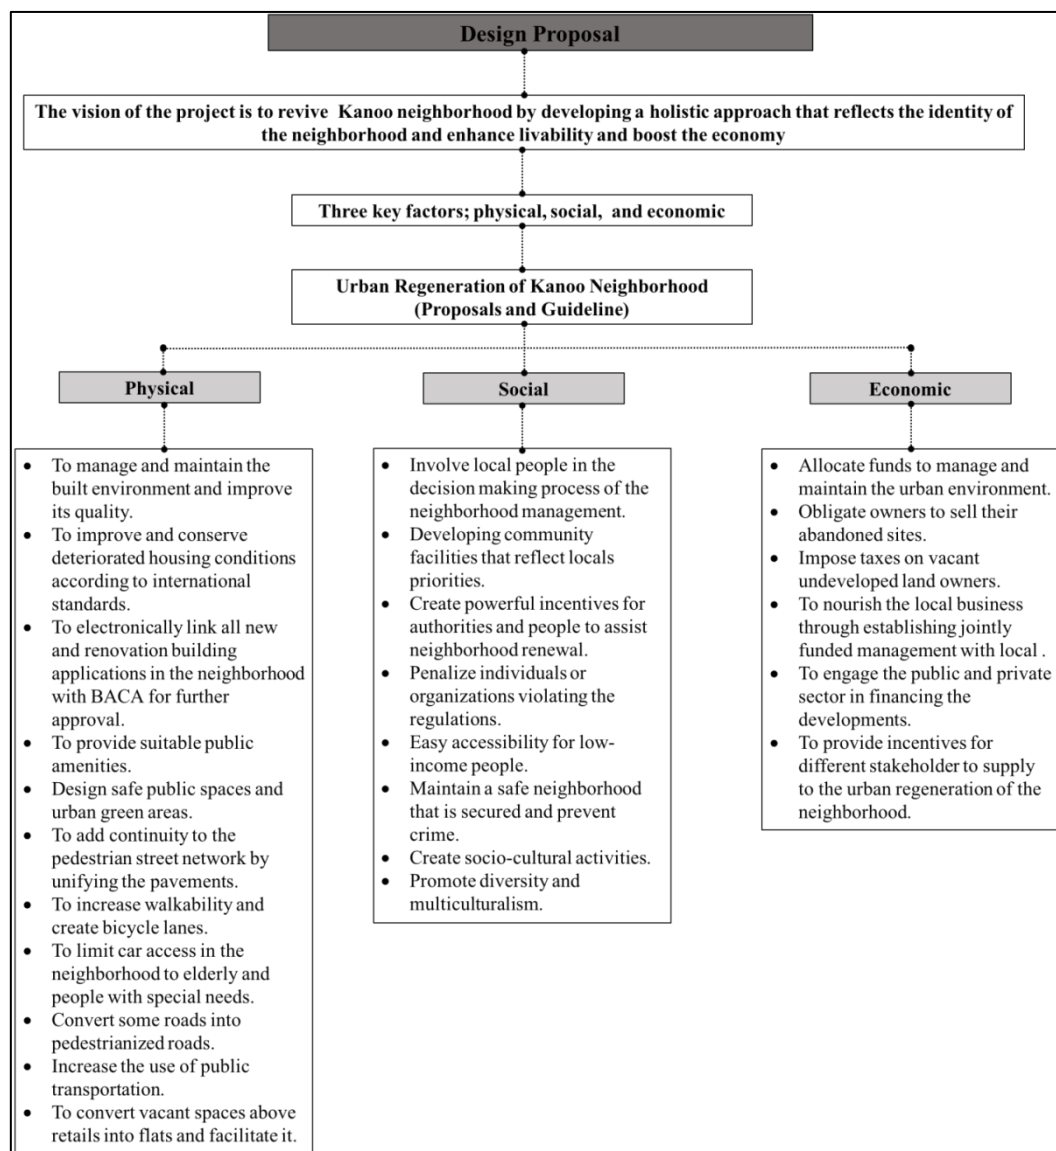 Design Proposal
The vision of the project is to revive Kanoo neighborhood by developing a holistic approach that reflects the identity of
the neighborhood and enhance livability and boost the economy
Three key factors; physical, social, and economic
Urban Regeneration of Kanoo Neighborhood
(Proposals and Guideline)
Physical
• To manage and maintain the
built environment and improve
its quality.
• To improve and conserve
deteriorated housing conditions
according to international
standards.
• To electronically link all new
and renovation building
applications in the neighborhood
with BACA for further
approval.
• To provide suitable public
amenities.
• Design safe public spaces and
urban green areas.
• To add continuity to the
pedestrian street network by
unifying the pavements.
• To increase walkability and
create bicycle lanes.
• To limit car access in the
neighborhood to elderly and
people with special needs.
• Convert some roads into
pedestrianized roads.
• Increase the use of public
transportation.
• To convert vacant spaces above
retails into flats and facilitate it.
Social
• Involve local people in the
decision making process of the
neighborhood management.
• Developing community
facilities that reflect locals
priorities.
• Create powerful incentives for
authorities and people to assist
neighborhood renewal.
• Penalize individuals or
organizations violating the
regulations.
• Easy accessibility for low-
income people.
• Maintain a safe neighborhood
that is secured and prevent
crime.
• Create socio-cultural activities.
• Promote diversity and
multiculturalism.
Economic
• Allocate funds to manage and
maintain the urban environment.
• Obligate owners to sell their
abandoned sites.
• Impose taxes on vacant
undeveloped land owners.
• To nourish the local business
through establishing jointly
funded management with local .
• To engage the public and private
sector in financing the
developments.
• To provide incentives for
different stakeholder to supply
to the urban regeneration of the
neighborhood.